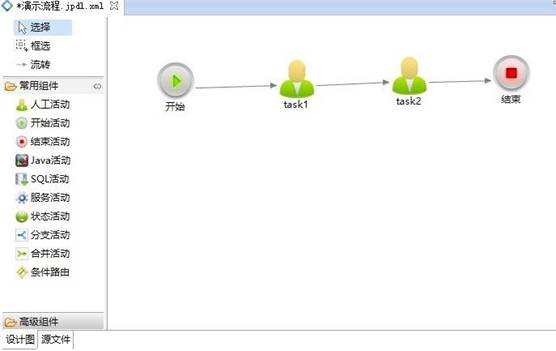 *演示流程.jpdl.xml
选择
框选
流转
常用组件
人工活动
开始活动
结束活动
Java活动
SQL活动
服务活动
状态活动
分支活动
合并活动
条件路由
高级组件
设计图 源文件
开始
task1
task2
结束